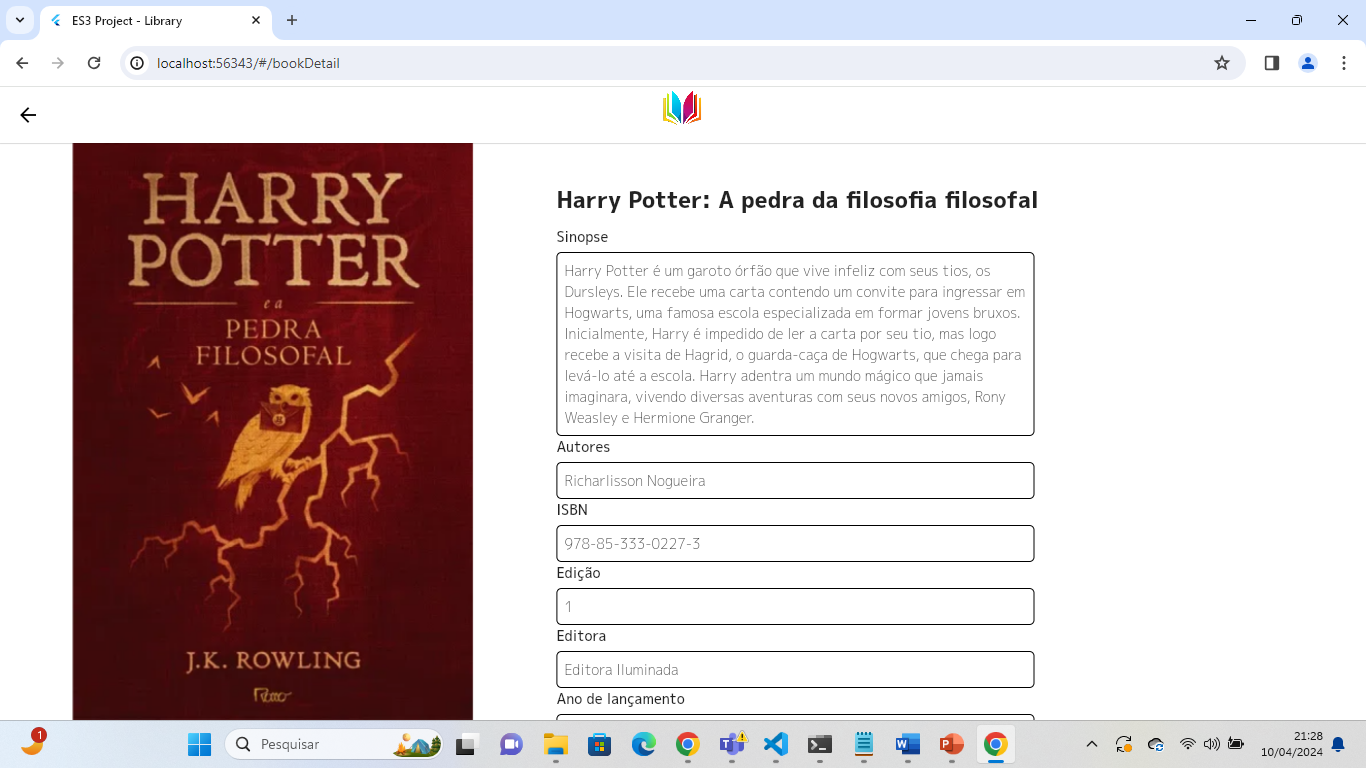 ES3 Project - Library
localhost:56343/#/bookDetail
HARRY
POTTER
e a
PEDRA
FILOSOFAL
J.K. ROWLING
Harry Potter: A pedra da filosofia filosofal
Sinopse
Harry Potter é um garoto órfão que vive infeliz com seus tios, os
Dursleys. Ele recebe uma carta contendo um convite para ingressar em
Hogwarts, uma famosa escola especializada em formar jovens bruxos.
Inicialmente, Harry é impedido de ler a carta por seu tio, mas logo
recebe a visita de Hagrid, o guarda-caça de Hogwarts, que chega para
levá-lo até a escola. Harry adentra um mundo mágico que jamais
imaginara, vivendo diversas aventuras com seus novos amigos, Rony
Weasley e Hermione Granger.
Autores
Richarlisson Nogueira
ISBN
978-85-333-0227-3
Edição
1
Editora
Editora Iluminada
Ano de lançamento
1
Pesquisar
21:28
10/04/2024